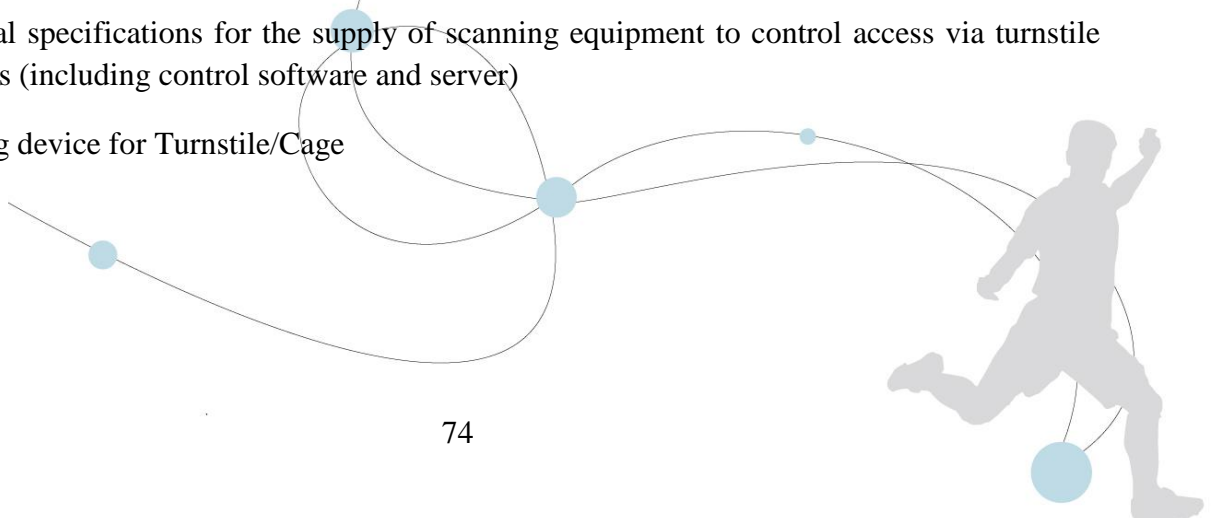 al specifications for the supply of scanning equipment to control access via turnstile
s (including control software and server)
g device for Turnstile/Cage
74